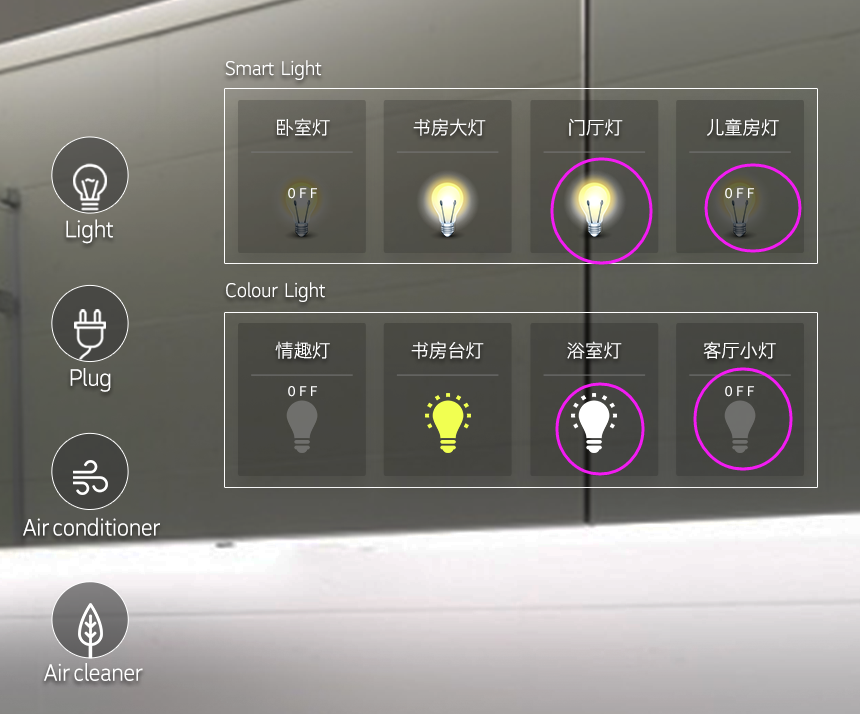 Smart Light
卧室灯
书房大灯
门厅灯
儿童房灯
OFF
OFF
Light
Colour Light
情趣灯
书房台灯
浴室灯
客厅小灯
OFF
OFF
Plug
Air conditioner
Air cleaner